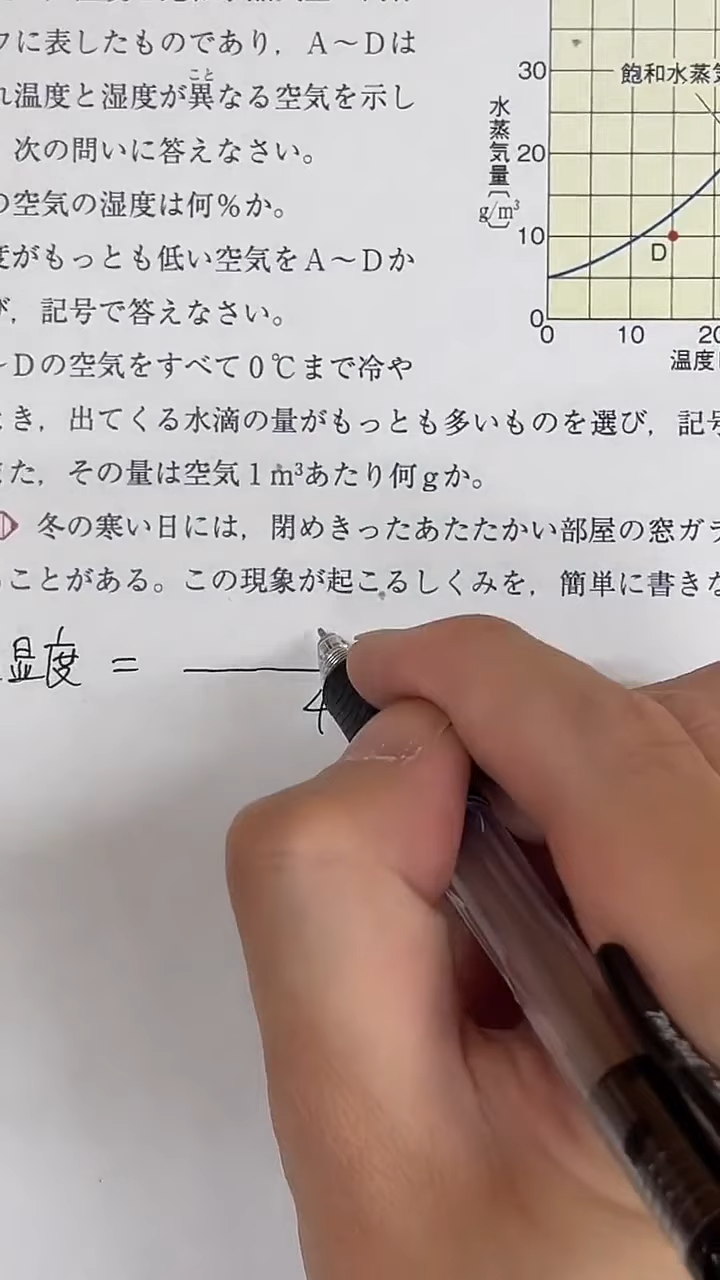 に表したものであり，A～Dは
温度と湿度が異なる空気を示し
こと
次の問いに答えなさい。
の空気の湿度は何％か。
度がもっとも低い空気をA～Dか
び，記号で答えなさい。
Dの空気をすべて0℃まで冷や
き，出てくる水滴の量がもっとも多いものを選び，記号
た，その量は空気1m³あたり何gか。
冬の寒い日には，閉めきったあたたかい部屋の窓ガラ
ことがある。この現象が起こるしくみを，簡単に書きな
湿度 =
4
30
飽和水蒸気
水蒸気量
20
g/m³
10
D
0
0 10 20
温度